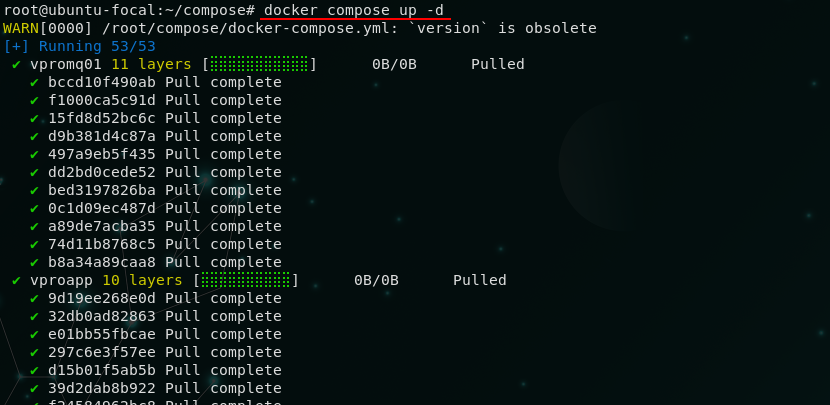 root@ubuntu-focal:~/compose# docker compose up -d
WARN[0000] /root/compose/docker-compose.yml: `version` is obsolete
[+] Running 53/53
✔ vpromq01 11 layers [⣿⣿⣿⣿⣿⣿⣿⣿⣿⣿⣿] 0B/0B Pulled
✔ bccd10f490ab Pull complete
✔ f1000ca5c91d Pull complete
✔ 15fd8d52bc6c Pull complete
✔ d9b381d4c87a Pull complete
✔ 497a9eb5f435 Pull complete
✔ dd2bd0cede52 Pull complete
✔ bed3197826ba Pull complete
✔ 0c1d09ec487d Pull complete
✔ a89de7acba35 Pull complete
✔ 74d11b8768c5 Pull complete
✔ b8a34a89caa8 Pull complete
✔ vproapp 10 layers [⣿⣿⣿⣿⣿⣿⣿⣿⣿⣿] 0B/0B Pulled
✔ 9d19ee268e0d Pull complete
✔ 32db0ad82863 Pull complete
✔ e01bb55fbcae Pull complete
✔ 297c6e3f57ee Pull complete
✔ d15b01f5ab5b Pull complete
✔ 39d2dab8b922 Pull complete
Pull complete